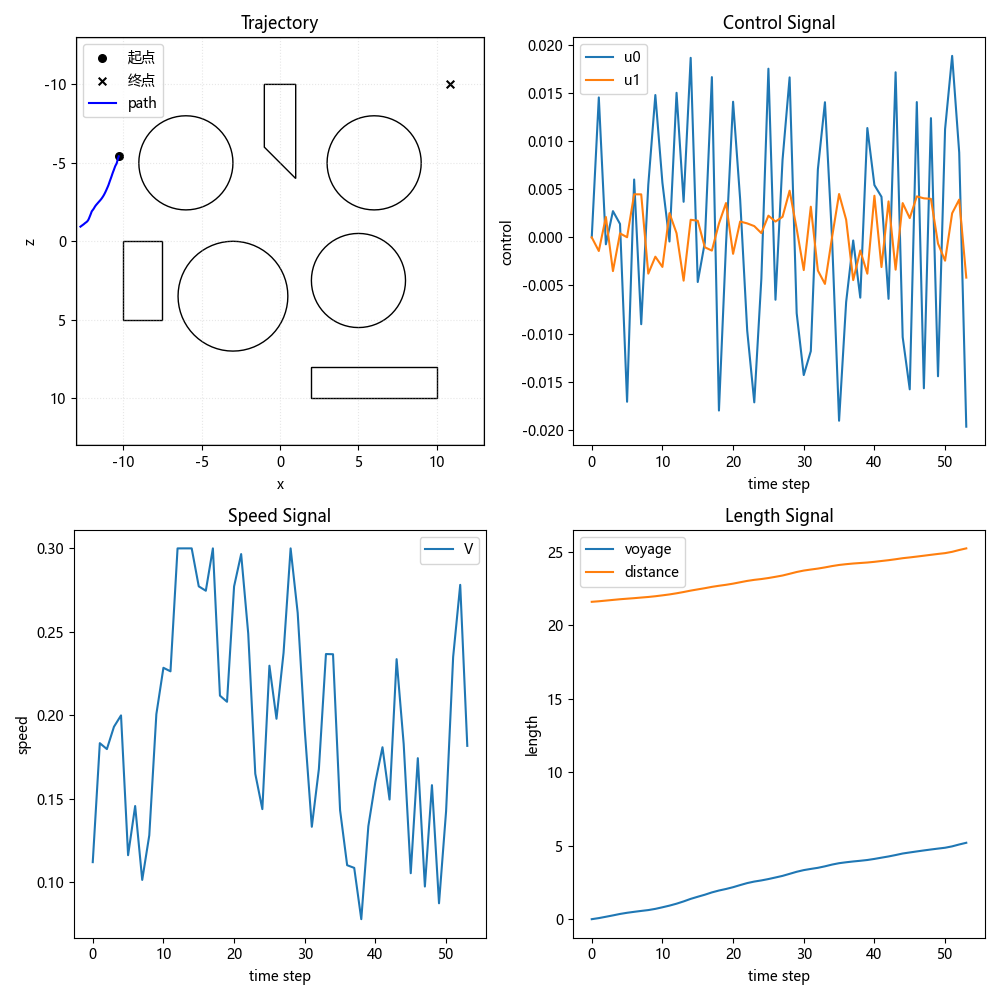 Trajectory
起点
终点
path
-10
-5
0
5
10
z
-10
-5
0
5
10
x
Control Signal
u0
u1
0.020
0.015
0.010
0.005
0.000
-0.005
-0.010
-0.015
-0.020
control
0
10
20
30
40
50
time step
Speed Signal
V
0.30
0.25
0.20
0.15
0.10
speed
0
10
20
30
40
50
time step
Length Signal
voyage
distance
25
20
15
10
5
0
length
0
10
20
30
40
50
time step